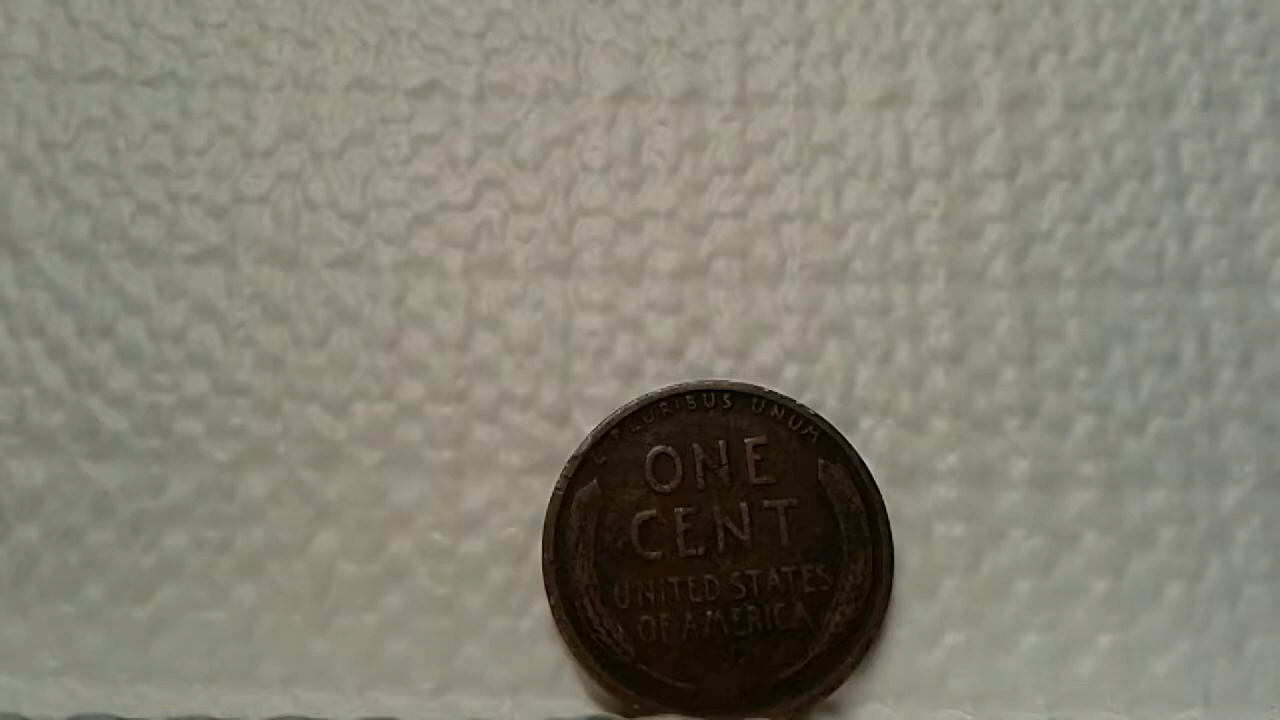 E PLURIBUS UNUM
ONE
CENT
UNITED STATES
OF AMERICA